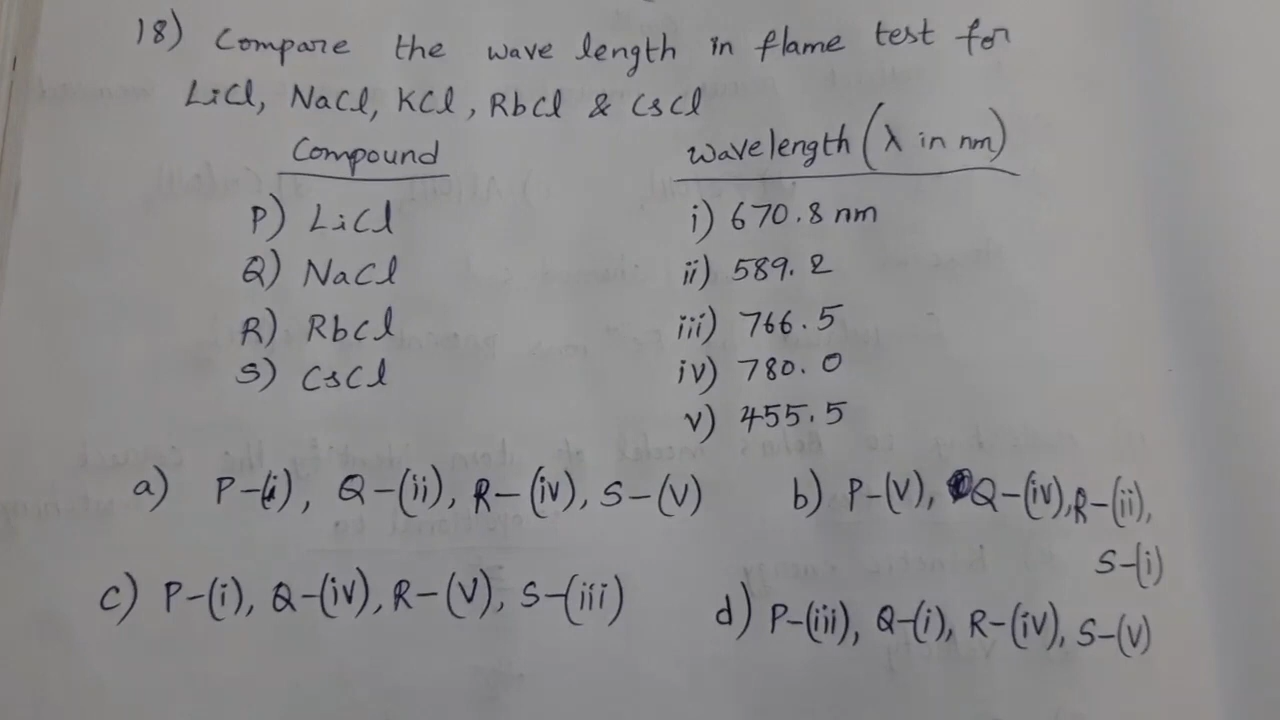 18) Compare the wave length in flame test for
LiCl, NaCl, KCl, RbCl & CsCl
Compound wavelength (λ in nm)
P) LiCl i) 670.8 nm
Q) NaCl ii) 589.2
R) RbCl iii) 766.5
S) CsCl iv) 780.0
v) 455.5
a) P-(i), Q-(ii), R-(iv), S-(V) b) P-(V), Q-(iv), R-(ii),
S-(i)
c) P-(i), Q-(iv), R-(V), S-(iii) d) P-(iii), Q-(i), R-(iv), S-(V)